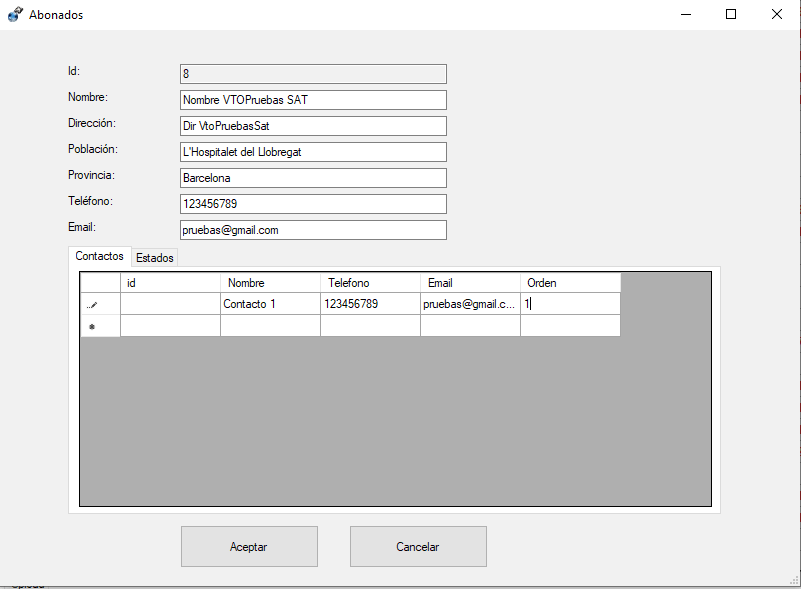 Abonados
Id: 8
Nombre: Nombre VTOPruebas SAT
Dirección: Dir VtoPruebasSat
Población: L'Hospitalet del Llobregat
Provincia: Barcelona
Teléfono: 123456789
Email: pruebas@gmail.com
Contactos Estados
id Nombre Telefono Email Orden
Contacto 1 123456789 pruebas@gmail.c... 1
Aceptar Cancelar